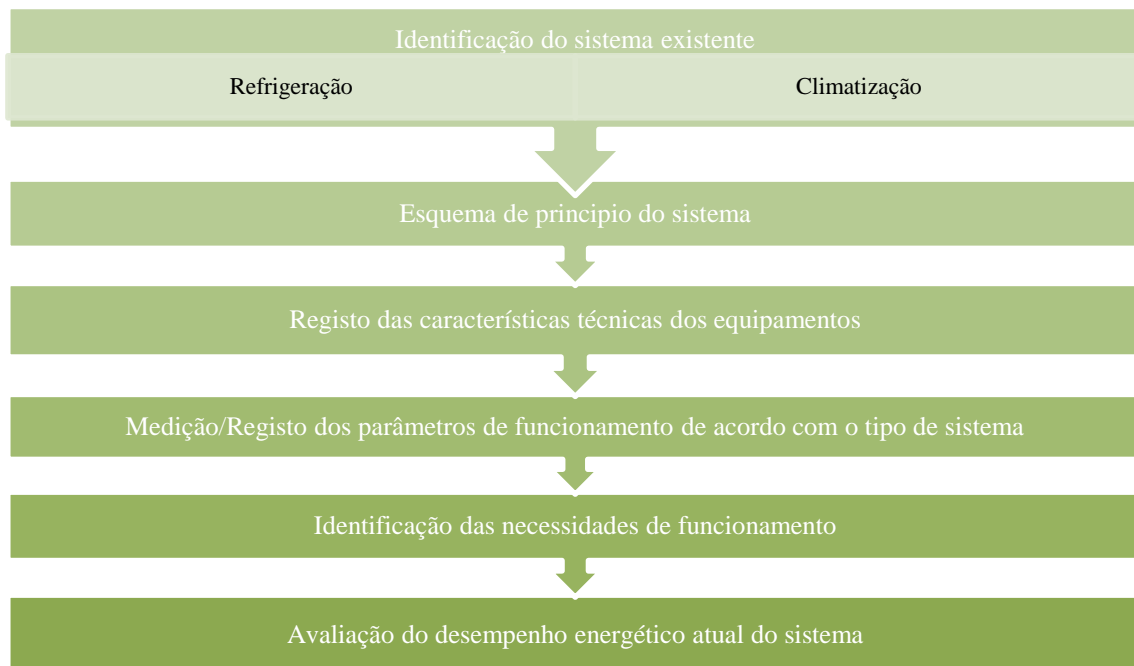 Identificação do sistema existente
Refrigeração
Climatização
Esquema de principio do sistema
Registo das características técnicas dos equipamentos
Medição/Registo dos parâmetros de funcionamento de acordo com o tipo de sistema
Identificação das necessidades de funcionamento
Avaliação do desempenho energético atual do sistema